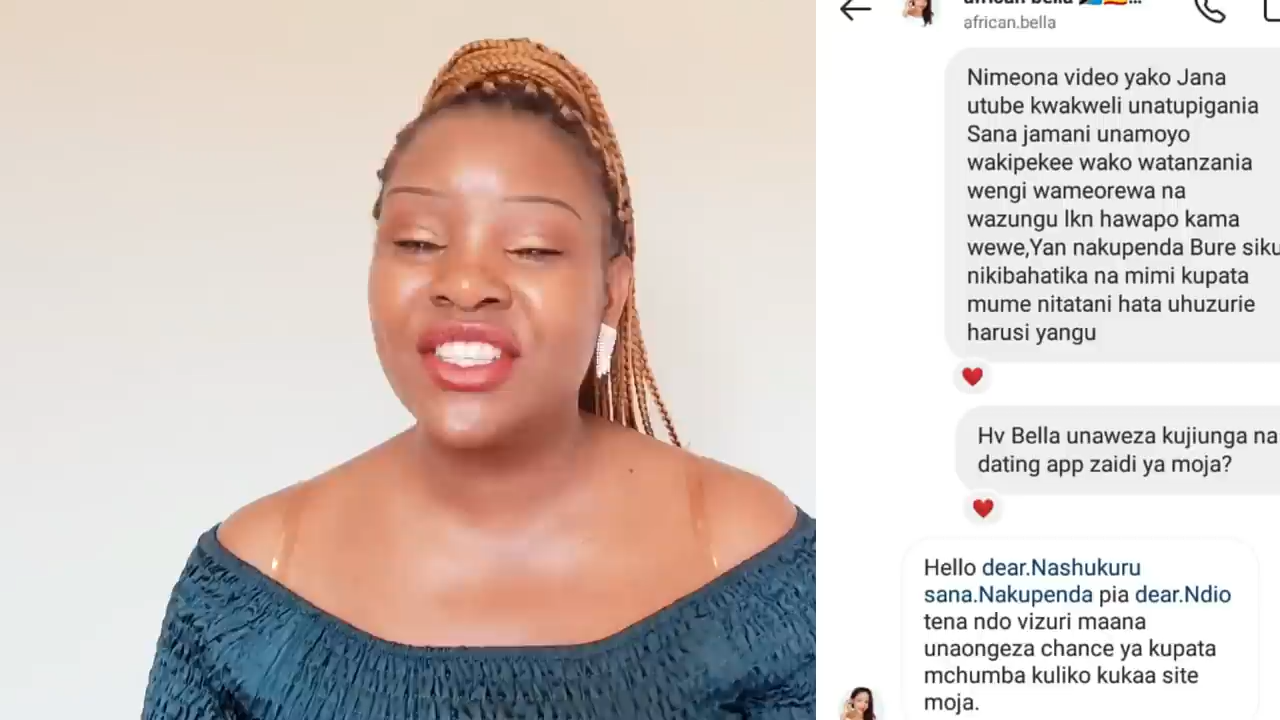 african.bella
Nimeona video yako Jana
utube kwakweli unatupigania
Sana jamani unamoyo
wakipekee wako watanzania
wengi wameorewa na
wazungu lkn hawapo kama
wewe,Yan nakupenda Bure siku
nikibahatika na mimi kupata
mume nitatani hata uhuzurie
harusi yangu
Hv Bella unaweza kujiunga na
dating app zaidi ya moja?
Hello dear.Nashukuru
sana.Nakupenda pia dear.Ndio
tena ndo vizuri maana
unaongeza chance ya kupata
mchumba kuliko kukaa site
moja.